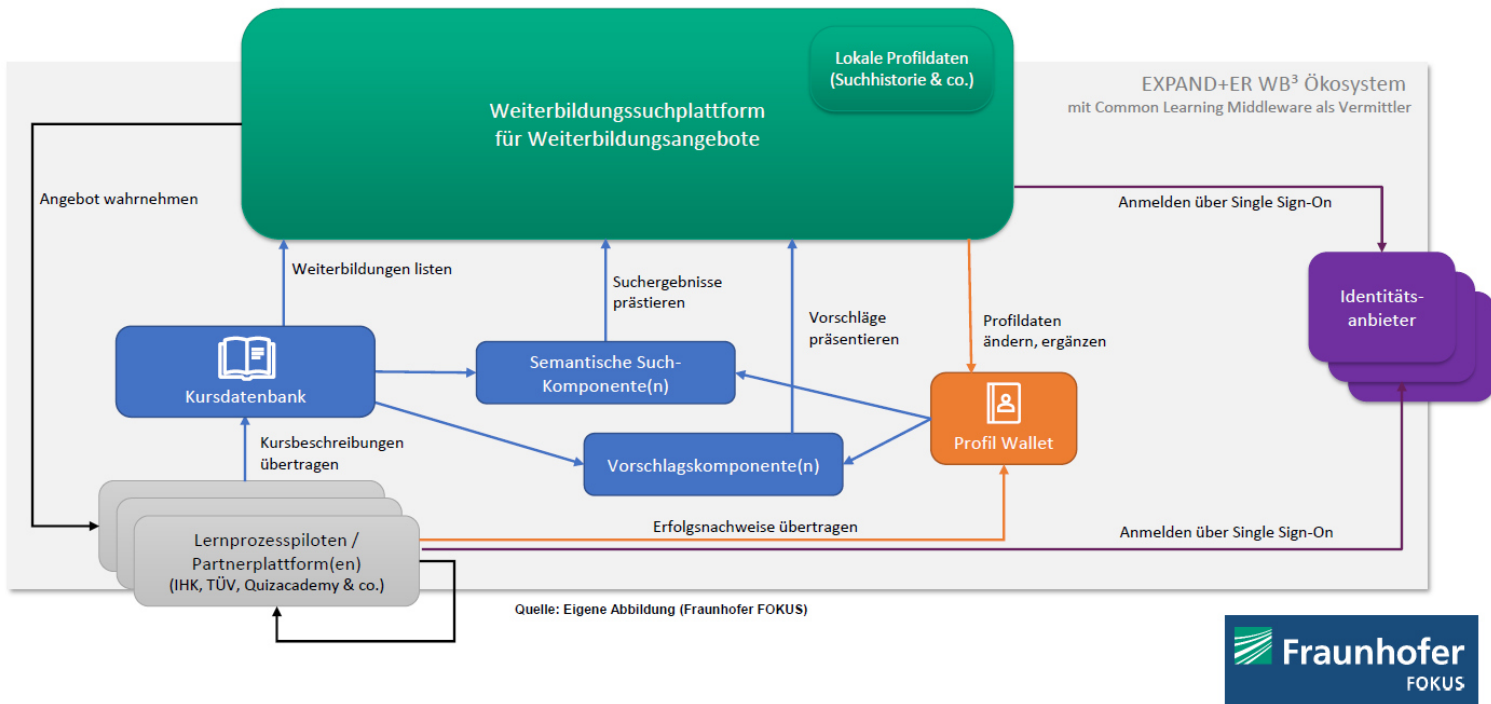 Lokale Profildaten
(Suchhistorie & co.)
EXPAND+ER WB³ Ökosystem
mit Common Learning Middleware als Vermittler
Weiterbildungssuchplattform
für Weiterbildungsangebote
Angebot wahrnehmen
Anmelden über Single Sign-On
Weiterbildungen listen
Suchergebnisse
prästieren
Vorschläge
präsentieren
Profildaten
ändern, ergänzen
Identitäts-
anbieter
Kursdatenbank
Semantische Such-
Komponente(n)
Profil Wallet
Kursbeschreibungen
übertragen
Vorschlagskomponente(n)
Erfolgsnachweise übertragen
Anmelden über Single Sign-On
Lernprozesspiloten /
Partnerplattform(en)
(IHK, TÜV, Quizacademy & co.)
Quelle: Eigene Abbildung (Fraunhofer FOKUS)
Fraunhofer
FOKUS